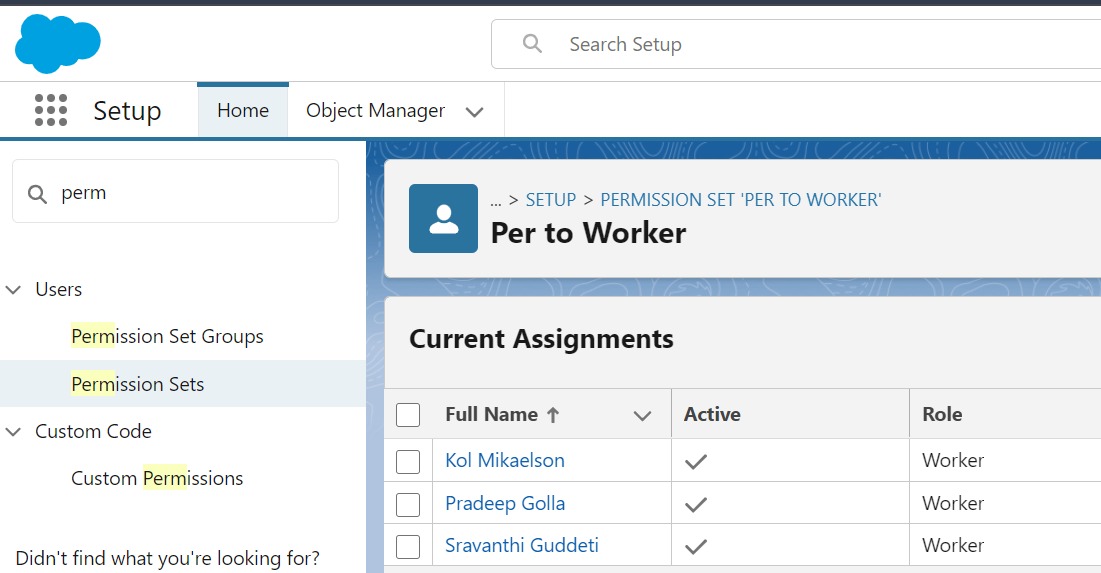 Search Setup
Setup
Home
Object Manager
perm
Users
Permission Set Groups
Permission Sets
Custom Code
Custom Permissions
Didn't find what you're looking for?
... > SETUP > PERMISSION SET 'PER TO WORKER'
Per to Worker
Current Assignments
Full Name ↑ Active Role
Kol Mikaelson Worker
Pradeep Golla Worker
Sravanthi Guddeti Worker